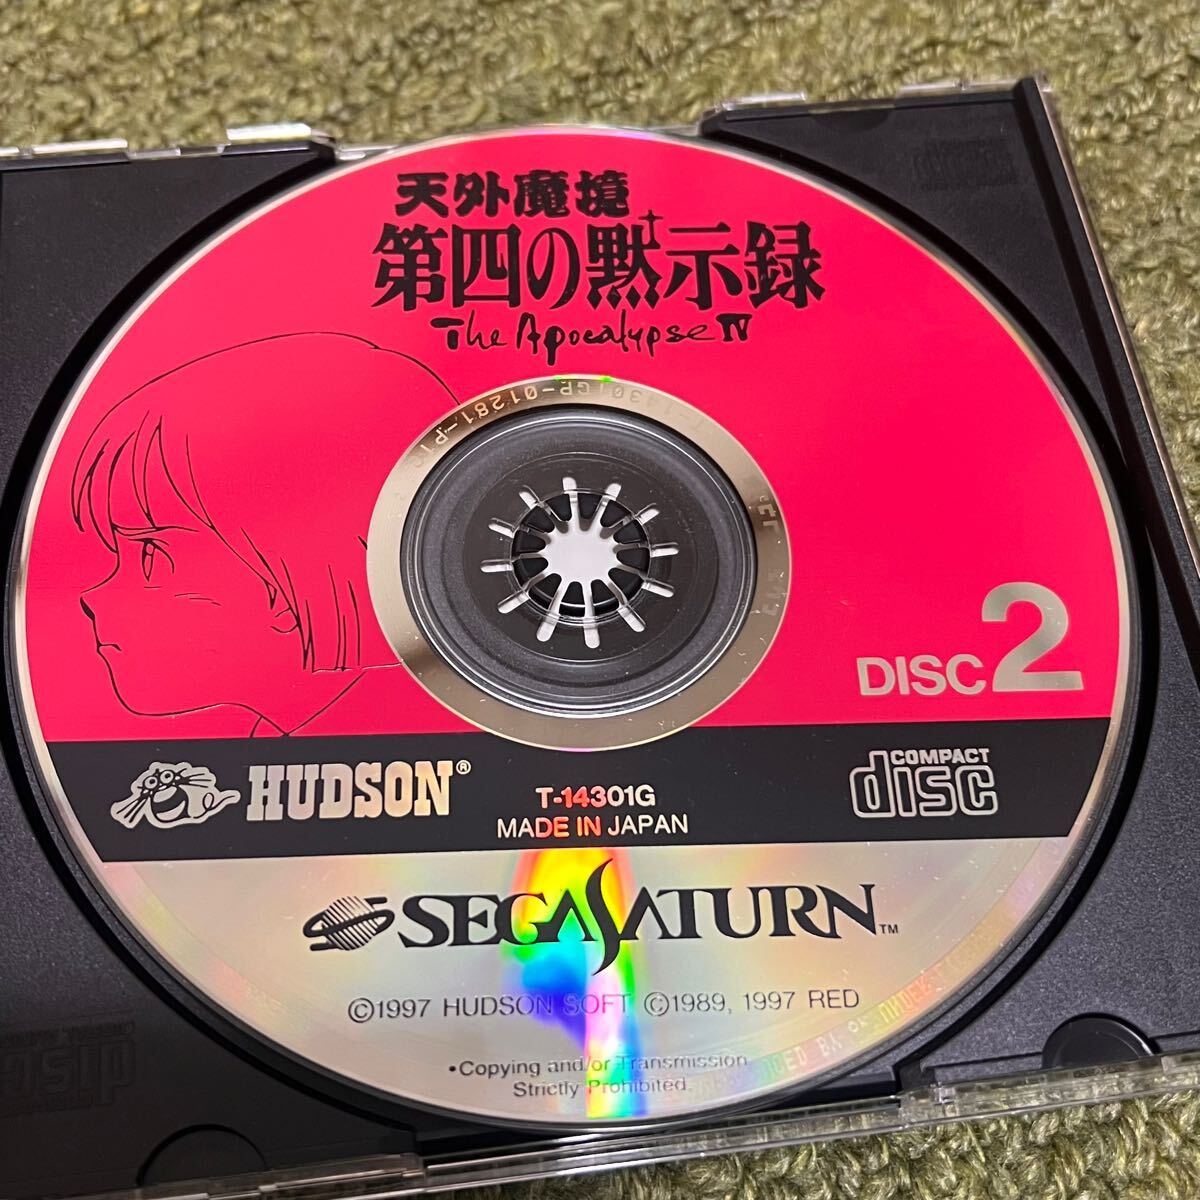 天外魔境
第四の黙示録
The Apocalypse IV
DISC 2
HUDSON®
T-14301G
MADE IN JAPAN
COMPACT
disc
SEGA SATURN™
©1997 HUDSON SOFT ©1989, 1997 RED
•Copying and/or Transmission
Strictly Prohibited.